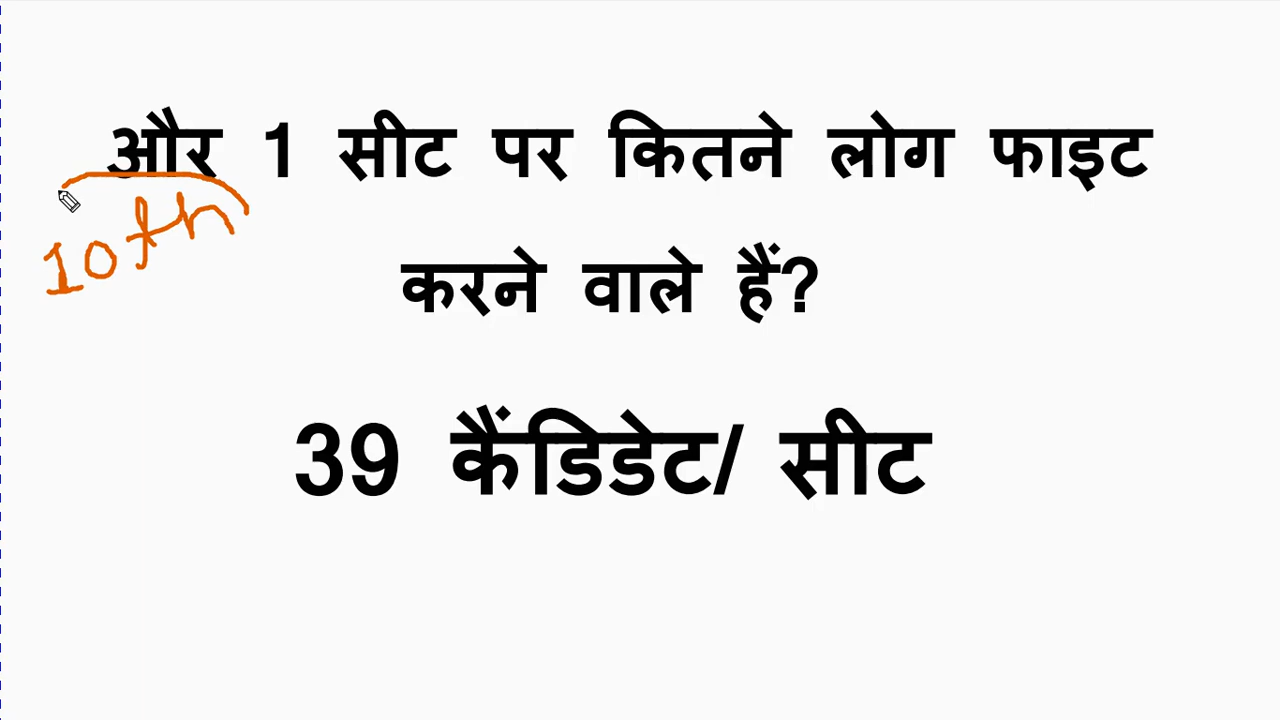 और 1 सीट पर कितने लोग फाइट
10th
करने वाले हैं?
39 कैंडिडेट/ सीट